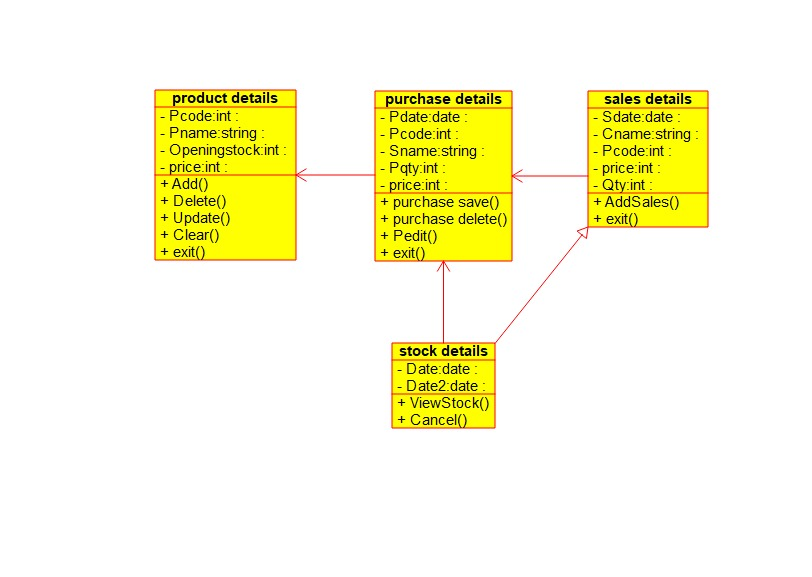 product details
- Pcode:int :
- Pname:string :
- Openingstock:int :
- price:int :
+ Add()
+ Delete()
+ Update()
+ Clear()
+ exit()
purchase details
- Pdate:date :
- Pcode:int :
- Sname:string :
- Pqty:int :
- price:int :
+ purchase save()
+ purchase delete()
+ Pedit()
+ exit()
sales details
- Sdate:date :
- Cname:string :
- Pcode:int :
- price:int :
- Qty:int :
+ AddSales()
+ exit()
stock details
- Date:date :
- Date2:date :
+ ViewStock()
+ Cancel()